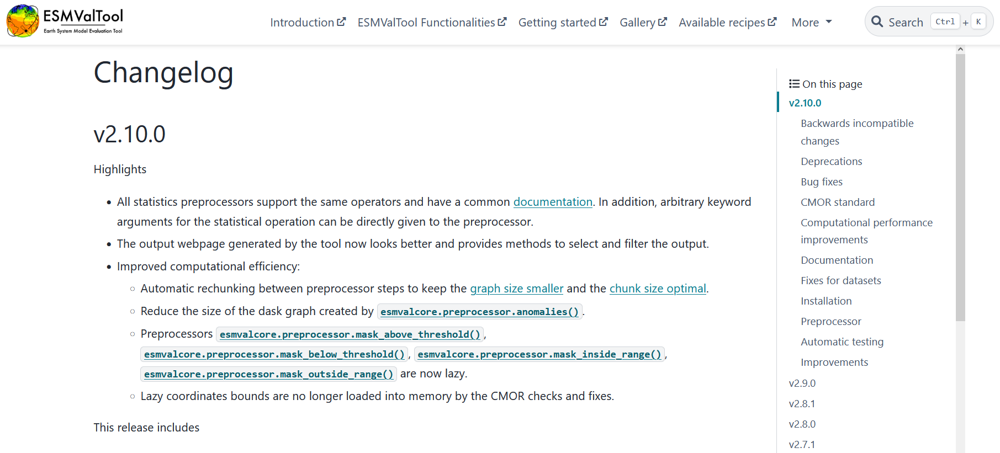 ESMValTool
Earth System Model Evaluation Tool
Introduction ESMValTool Functionalities Getting started Gallery Available recipes More Search Ctrl + K
Changelog
v2.10.0
Highlights
• All statistics preprocessors support the same operators and have a common documentation. In addition, arbitrary keyword
arguments for the statistical operation can be directly given to the preprocessor.
• The output webpage generated by the tool now looks better and provides methods to select and filter the output.
• Improved computational efficiency:
◦ Automatic rechunking between preprocessor steps to keep the graph size smaller and the chunk size optimal.
◦ Reduce the size of the dask graph created by esmvalcore.preprocessor.anomalies().
◦ Preprocessors esmvalcore.preprocessor.mask_above_threshold(),
esmvalcore.preprocessor.mask_below_threshold(), esmvalcore.preprocessor.mask_inside_range(),
esmvalcore.preprocessor.mask_outside_range() are now lazy.
◦ Lazy coordinates bounds are no longer loaded into memory by the CMOR checks and fixes.
This release includes
On this page
v2.10.0
Backwards incompatible
changes
Deprecations
Bug fixes
CMOR standard
Computational performance
improvements
Documentation
Fixes for datasets
Installation
Preprocessor
Automatic testing
Improvements
v2.9.0
v2.8.1
v2.8.0
v2.7.1